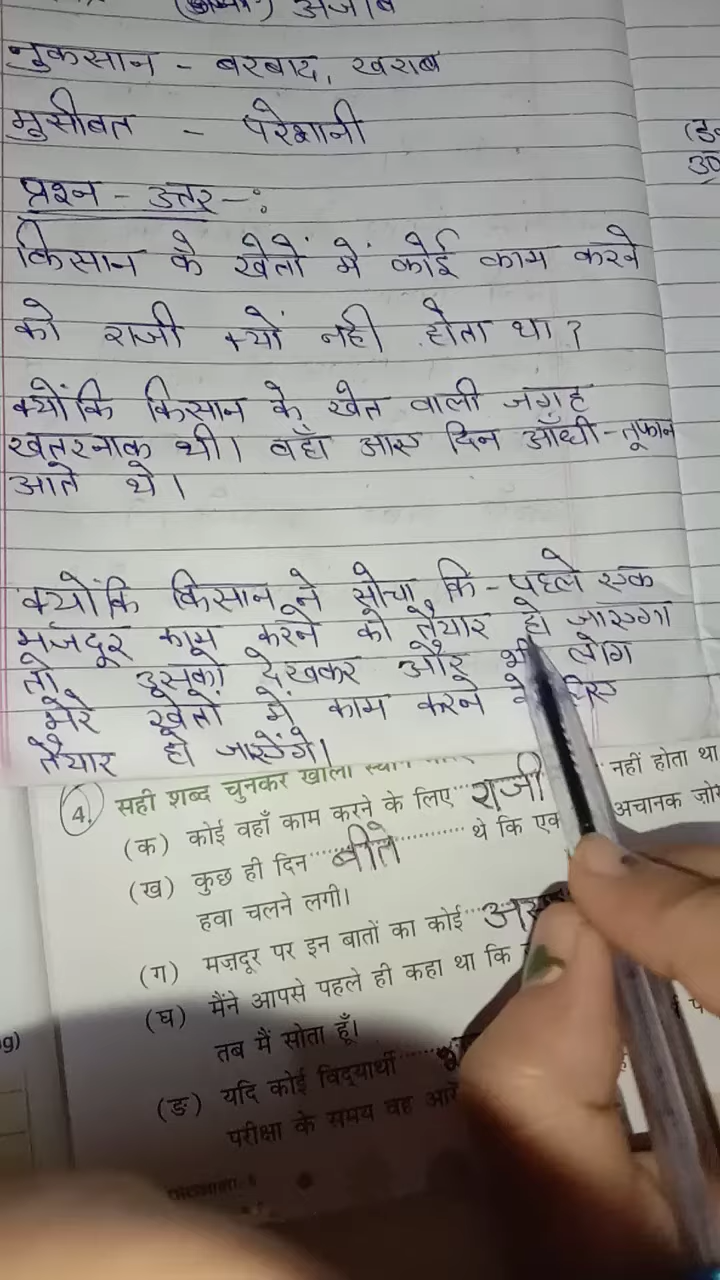 अजीब
नुकसान - बरबाद, खराब
मुसीबत - परेशानी
प्रश्न - उतर -:
किसान के खेतों में कोई काम करने
को राजी क्यों नही होता था?
क्योंकि किसान के खेत वाली जगह
खतरनाक थी। वहाँ आए दिन आँधी-तूफान
आते थे।
क्योंकि किसान ने सोचा कि - पहले एक
मजदूर काम करने को तैयार हो जाएगा
तो उसको देखकर और भी लोग
मेरे खेतों में काम करने के लिए
तैयार हो जाएंगे।
4. सही शब्द चुनकर खाली
(क) कोई वहाँ काम करने के लिए राजी नहीं होता था
(ख) कुछ ही दिन बीते थे कि एक अचानक जोर
हवा चलने लगी।
(ग) मज़दूर पर इन बातों का कोई
(घ) मैंने आपसे पहले ही कहा था कि
तब मैं सोता हूँ।
(ङ) यदि कोई विद्यार्थी
परीक्षा के समय वह